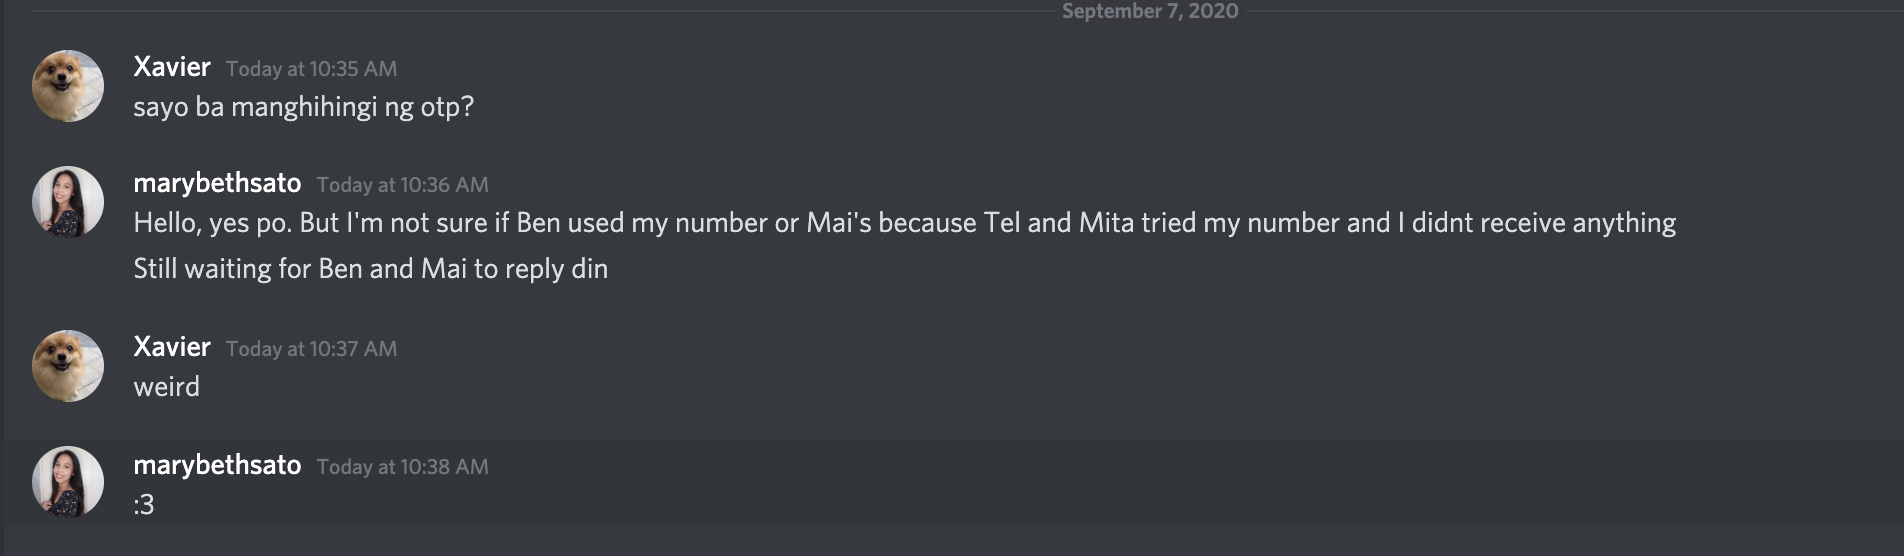 September 7, 2020
Xavier Today at 10:35 AM
sayo ba manghihingi ng otp?
marybethsato Today at 10:36 AM
Hello, yes po. But I'm not sure if Ben used my number or Mai's because Tel and Mita tried my number and I didnt receive anything
Still waiting for Ben and Mai to reply din
Xavier Today at 10:37 AM
weird
marybethsato Today at 10:38 AM
:3